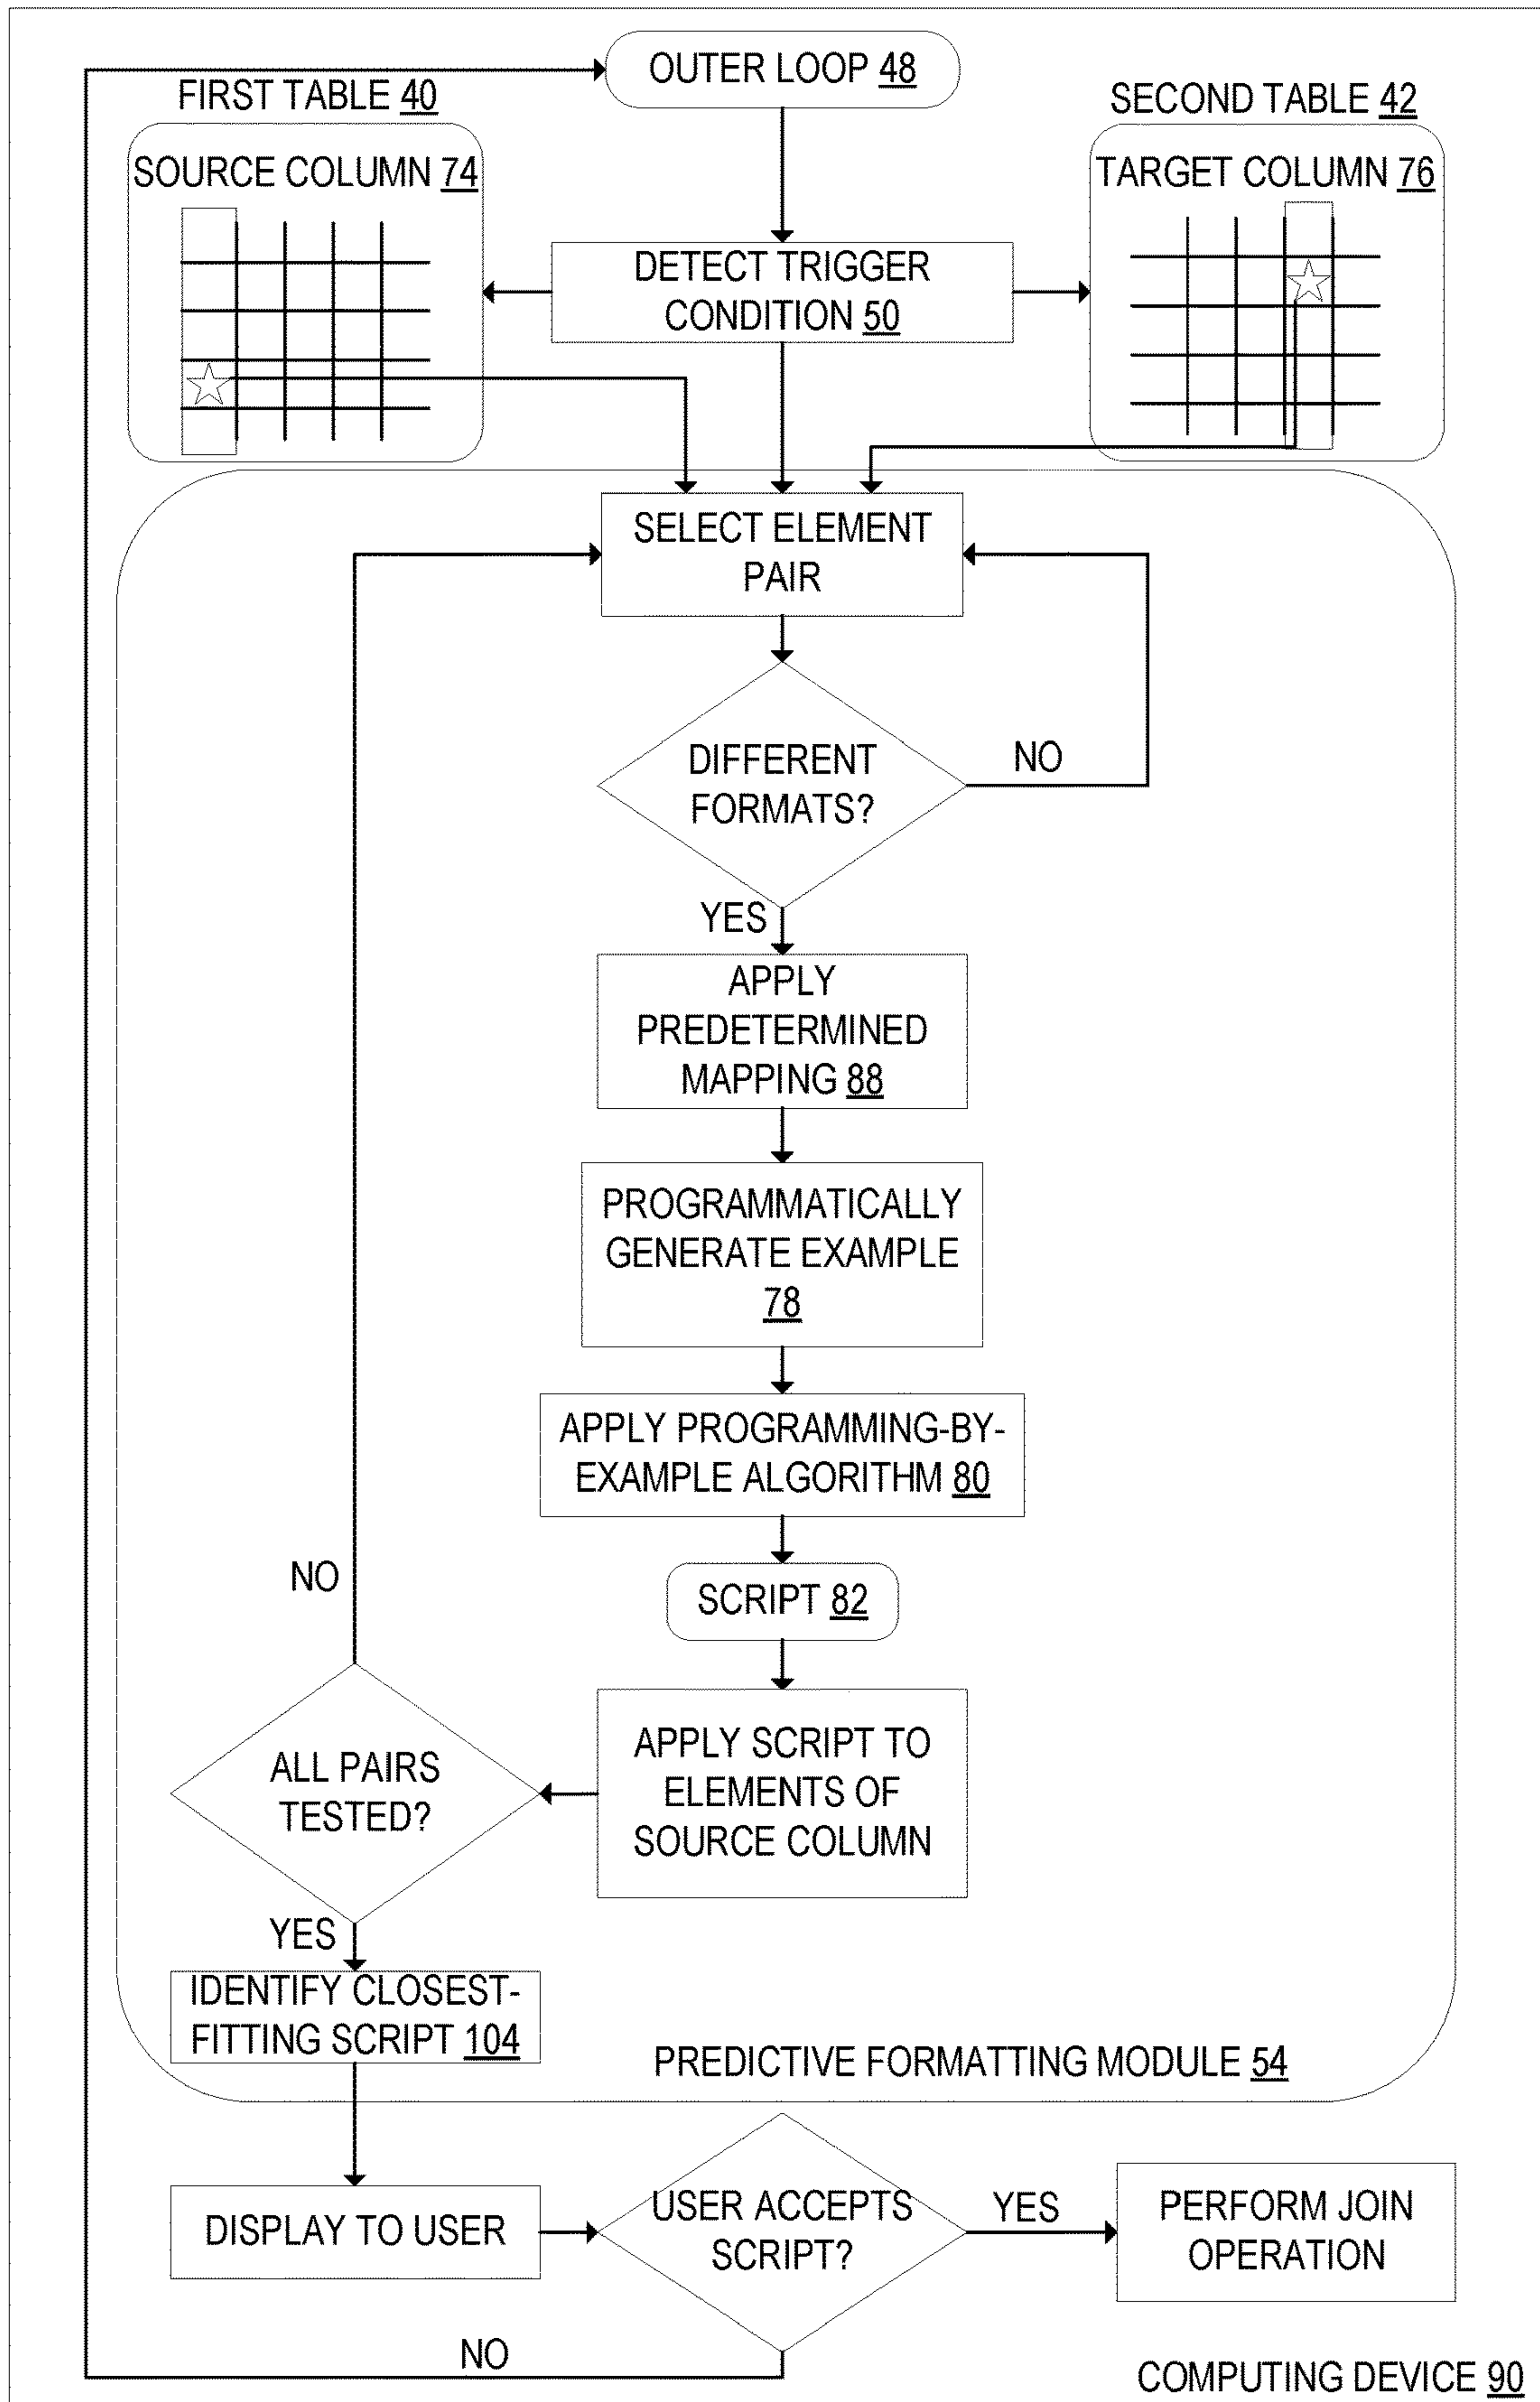 OUTER LOOP 48
FIRST TABLE 40
SECOND TABLE 42
SOURCE COLUMN 74
TARGET COLUMN 76
DETECT TRIGGER
CONDITION 50
SELECT ELEMENT
PAIR
DIFFERENT
FORMATS?
NO
YES
APPLY
PREDETERMINED
MAPPING 88
PROGRAMMATICALLY
GENERATE EXAMPLE
78
APPLY PROGRAMMING-BY-
EXAMPLE ALGORITHM 80
NO
SCRIPT 82
APPLY SCRIPT TO
ELEMENTS OF
SOURCE COLUMN
ALL PAIRS
TESTED?
YES
IDENTIFY CLOSEST-
FITTING SCRIPT 104
PREDICTIVE FORMATTING MODULE 54
DISPLAY TO USER
USER ACCEPTS
SCRIPT?
YES
PERFORM JOIN
OPERATION
NO
COMPUTING DEVICE 90